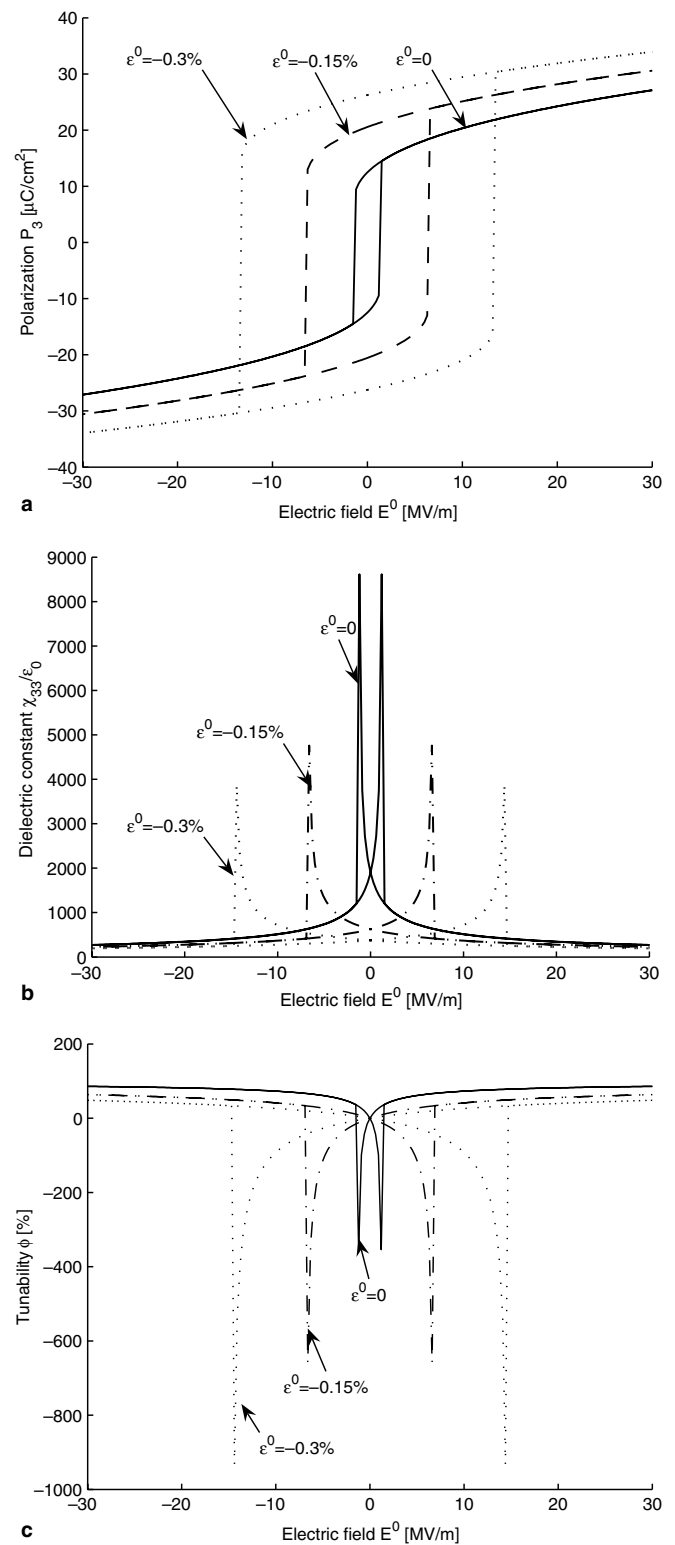 40
30
20
10
0
−10
−20
−30
−40
Polarization P3 [μC/cm2]
ε0=−0.3%
ε0=−0.15%
ε0=0
−30 −20 −10 0 10 20 30
Electric field E0 [MV/m]
a
9000
8000
7000
6000
5000
4000
3000
2000
1000
0
Dielectric constant χ33/ε0
ε0=0
ε0=−0.15%
ε0=−0.3%
−30 −20 −10 0 10 20 30
Electric field E0 [MV/m]
b
200
0
−200
−400
−600
−800
−1000
Tunability ϕ [%]
ε0=0
ε0=−0.15%
ε0=−0.3%
−30 −20 −10 0 10 20 30
Electric field E0 [MV/m]
c